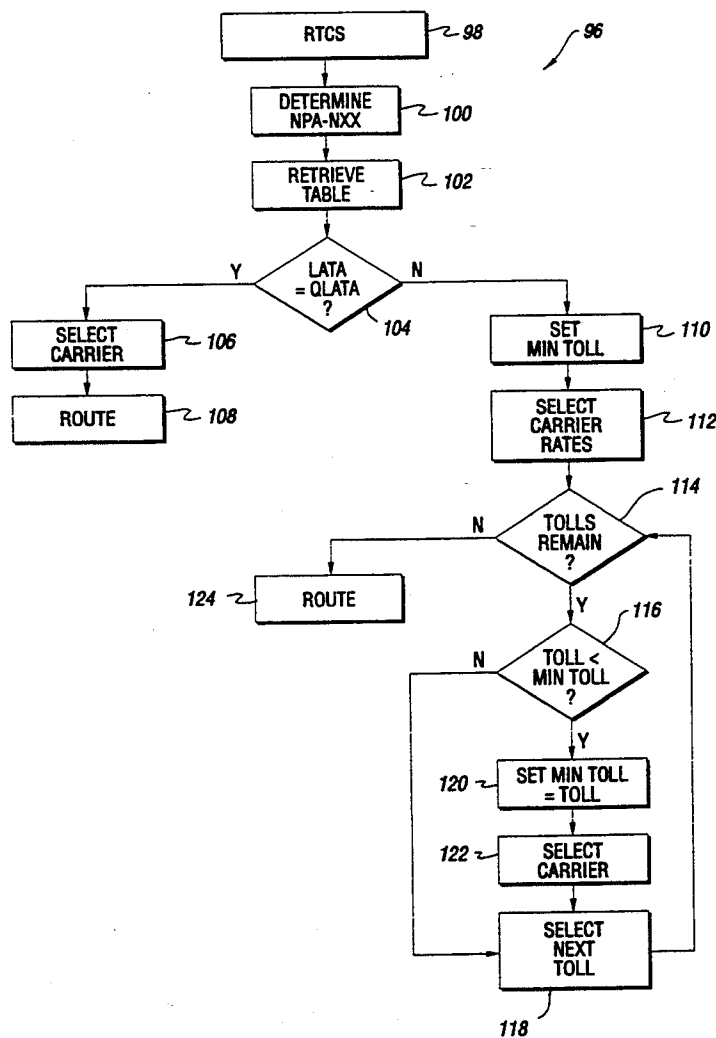 RTCS
98
96
DETERMINE
NPA-NXX
100
RETRIEVE
TABLE
102
LATA
= QLATA
?
Y
N
104
SELECT
CARRIER
106
SET
MIN TOLL
110
ROUTE
108
SELECT
CARRIER
RATES
112
114
TOLLS
REMAIN
?
N
Y
124
ROUTE
116
TOLL <
MIN TOLL
?
N
Y
120
SET MIN TOLL
= TOLL
122
SELECT
CARRIER
SELECT
NEXT
TOLL
118